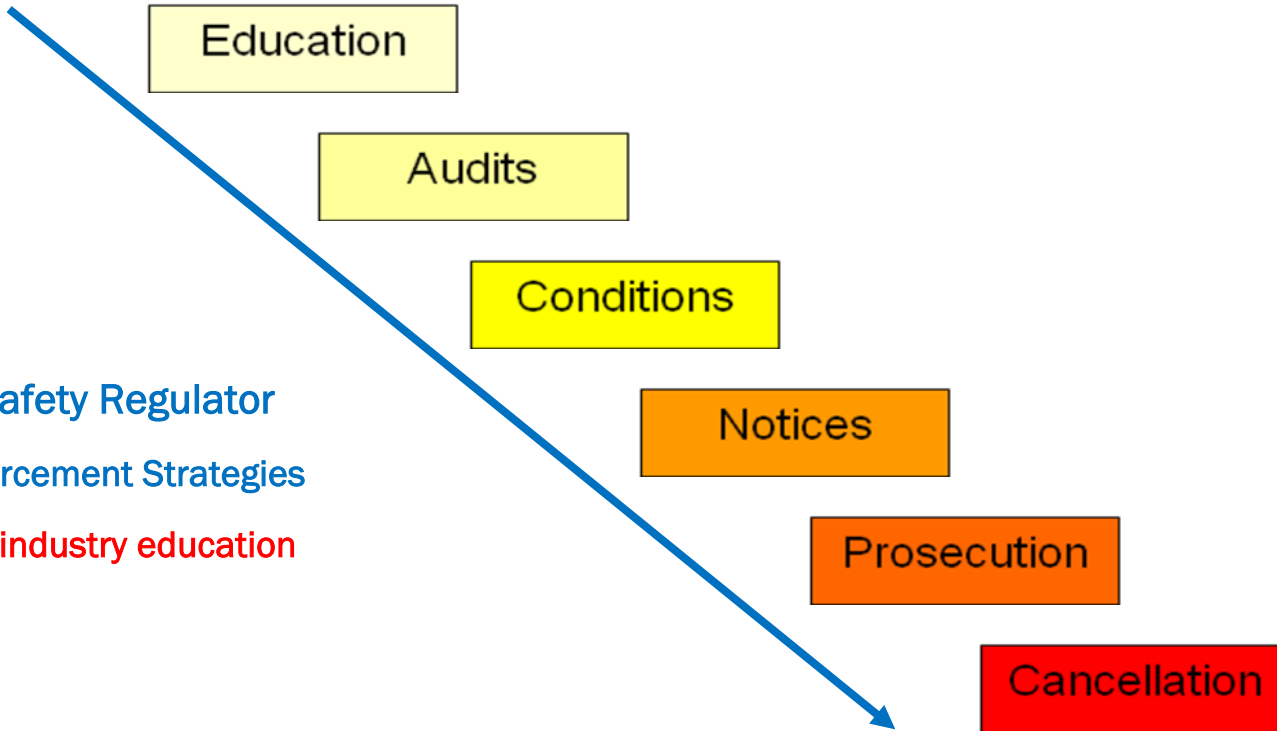 Education
Audits
Conditions
afety Regulator
Notices
rcement Strategies
industry education
Prosecution
Cancellation